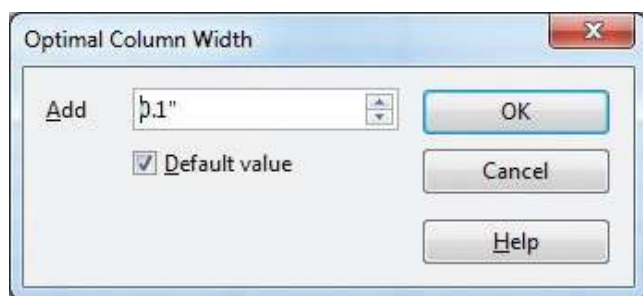 Optimal Column Width
Add 0.1" OK
Default value Cancel
Help